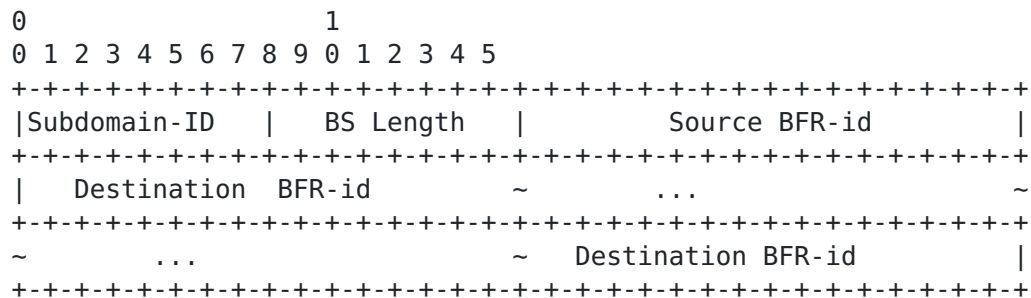 0                   1
0 1 2 3 4 5 6 7 8 9 0 1 2 3 4 5
+-+-+-+-+-+-+-+-+-+-+-+-+-+-+-+-+-+-+-+-+-+-+-+-+-+-+-+-+-+-+-+-+
|Subdomain-ID   |   BS Length   |         Source BFR-id         |
+-+-+-+-+-+-+-+-+-+-+-+-+-+-+-+-+-+-+-+-+-+-+-+-+-+-+-+-+-+-+-+-+
|   Destination  BFR-id         ~        ...                    ~
+-+-+-+-+-+-+-+-+-+-+-+-+-+-+-+-+-+-+-+-+-+-+-+-+-+-+-+-+-+-+-+-+
~        ...                    ~   Destination BFR-id          |
+-+-+-+-+-+-+-+-+-+-+-+-+-+-+-+-+-+-+-+-+-+-+-+-+-+-+-+-+-+-+-+-+